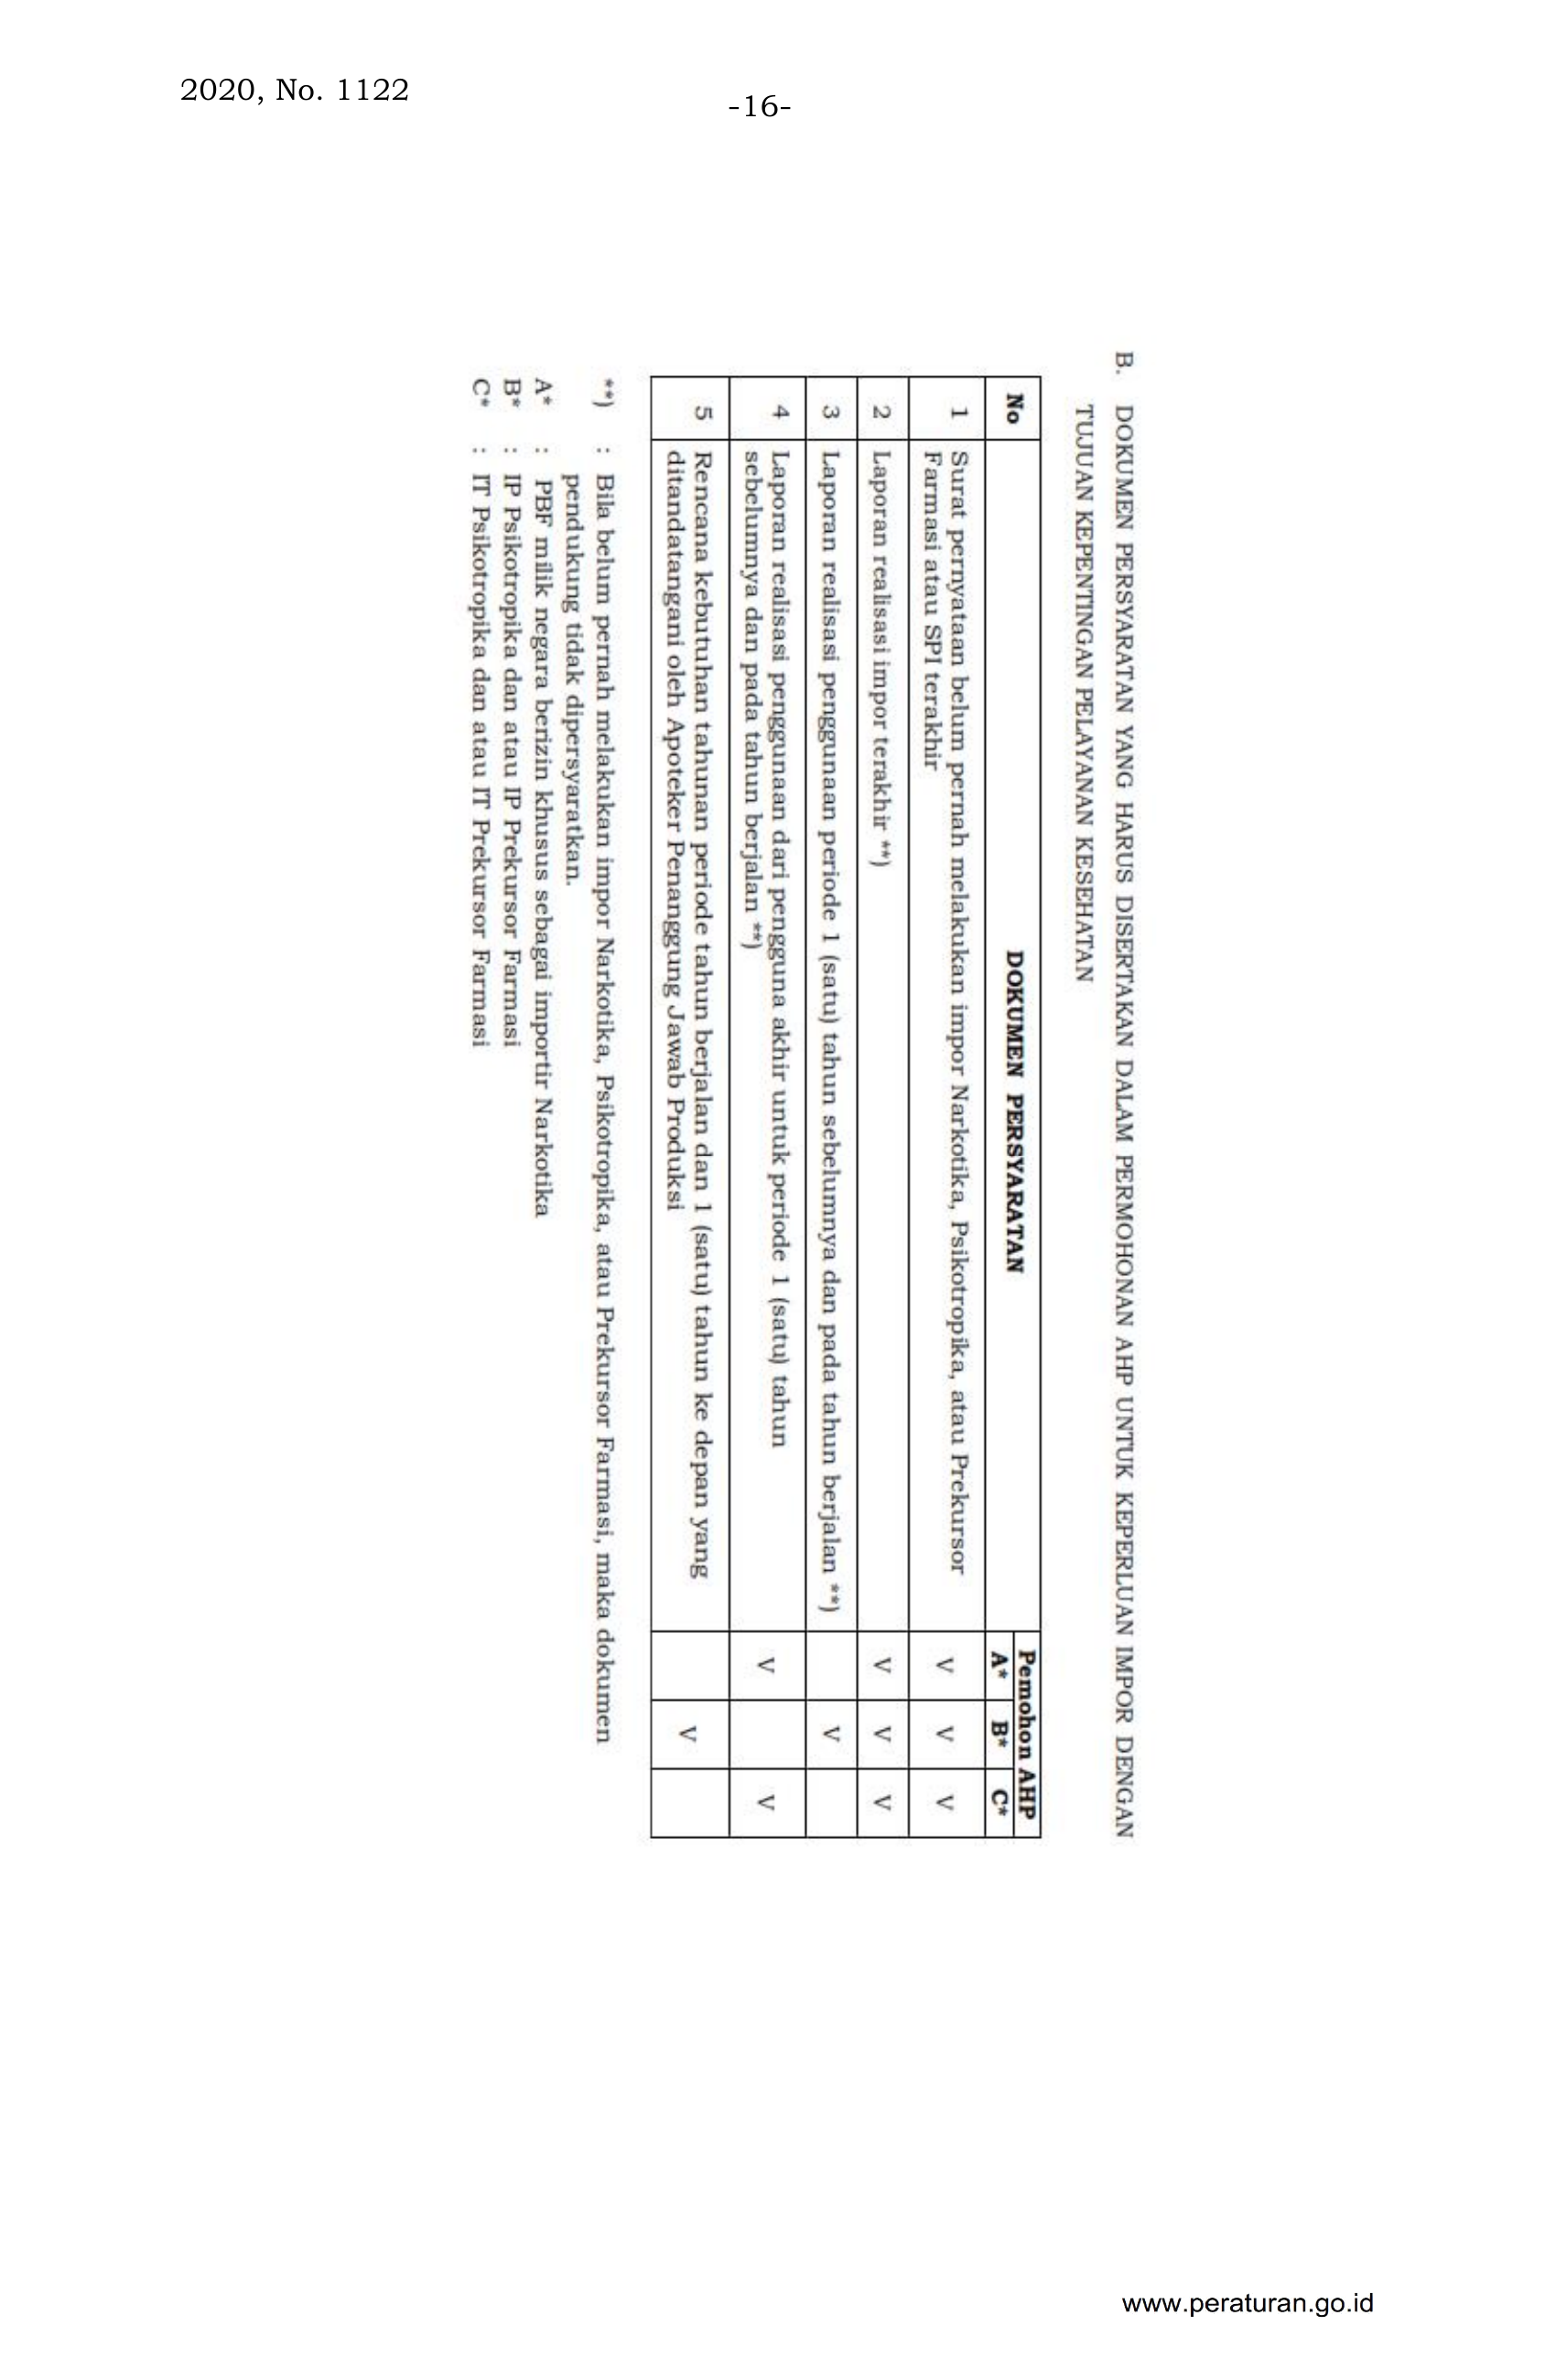 2020, No. 1122
-16-
B. DOKUMEN PERSYARATAN YANG HARUS DISERTAKAN DALAM PERMOHONAN AHP UNTUK KEPERLUAN IMPOR DENGAN
TUJUAN KEPENTINGAN PELAYANAN KESEHATAN
No DOKUMEN PERSYARATAN Pemohon AHP
A* B* C*
1 Surat pernyataan belum pernah melakukan impor Narkotika, Psikotropika, atau Prekursor V V V
Farmasi atau SPI terakhir
2 Laporan realisasi impor terakhir **) V V V
3 Laporan realisasi penggunaan periode 1 (satu) tahun sebelumnya dan pada tahun berjalan **) V
4 Laporan realisasi penggunaan dari pengguna akhir untuk periode 1 (satu) tahun V V
sebelumnya dan pada tahun berjalan **)
5 Rencana kebutuhan tahunan periode tahun berjalan dan 1 (satu) tahun ke depan yang V
ditandatangani oleh Apoteker Penanggung Jawab Produksi
**) : Bila belum pernah melakukan impor Narkotika, Psikotropika, atau Prekursor Farmasi, maka dokumen
pendukung tidak dipersyaratkan.
A* : PBF milik negara berizin khusus sebagai importir Narkotika
B* : IP Psikotropika dan atau IP Prekursor Farmasi
C* : IT Psikotropika dan atau IT Prekursor Farmasi
www.peraturan.go.id